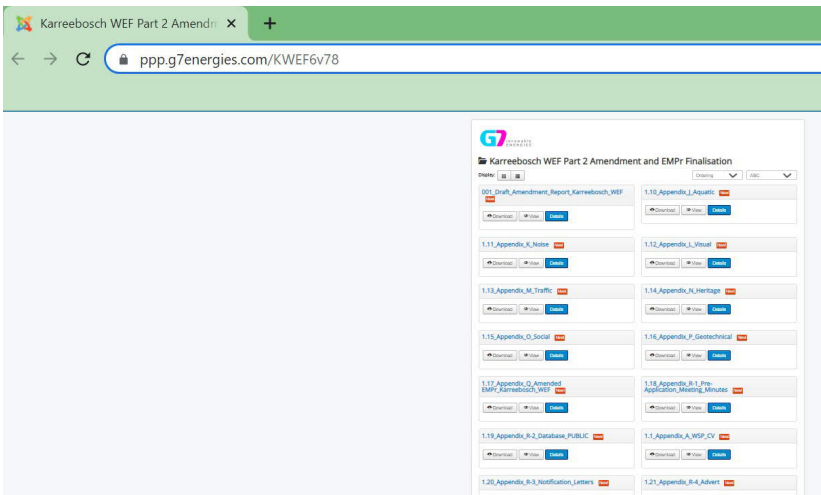 Karreebosch WEF Part 2 Amendm
ppp.g7energies.com/KWEF6v78
G7 RENEWABLE ENERGIES
Karreebosch WEF Part 2 Amendment and EMPr Finalisation
Display:
Ordering ABC
001_Draft_Amendment_Report_Karreebosch_WEF
New!
Download View Details
1.10_Appendix_J_Aquatic New!
Download View Details
1.11_Appendix_K_Noise New!
Download View Details
1.12_Appendix_L_Visual New!
Download View Details
1.13_Appendix_M_Traffic New!
Download View Details
1.14_Appendix_N_Heritage New!
Download View Details
1.15_Appendix_O_Social New!
Download View Details
1.16_Appendix_P_Geotechnical New!
Download View Details
1.17_Appendix_Q_Amended
EMPr_Karreebosch_WEF New!
Download View Details
1.18_Appendix_R-1_Pre-
Application_Meeting_Minutes New!
Download View Details
1.19_Appendix_R-2_Database_PUBLIC New!
Download View Details
1.1_Appendix_A_WSP_CV New!
Download View Details
1.20_Appendix_R-3_Notification_Letters New!
1.21_Appendix_R-4_Advert New!